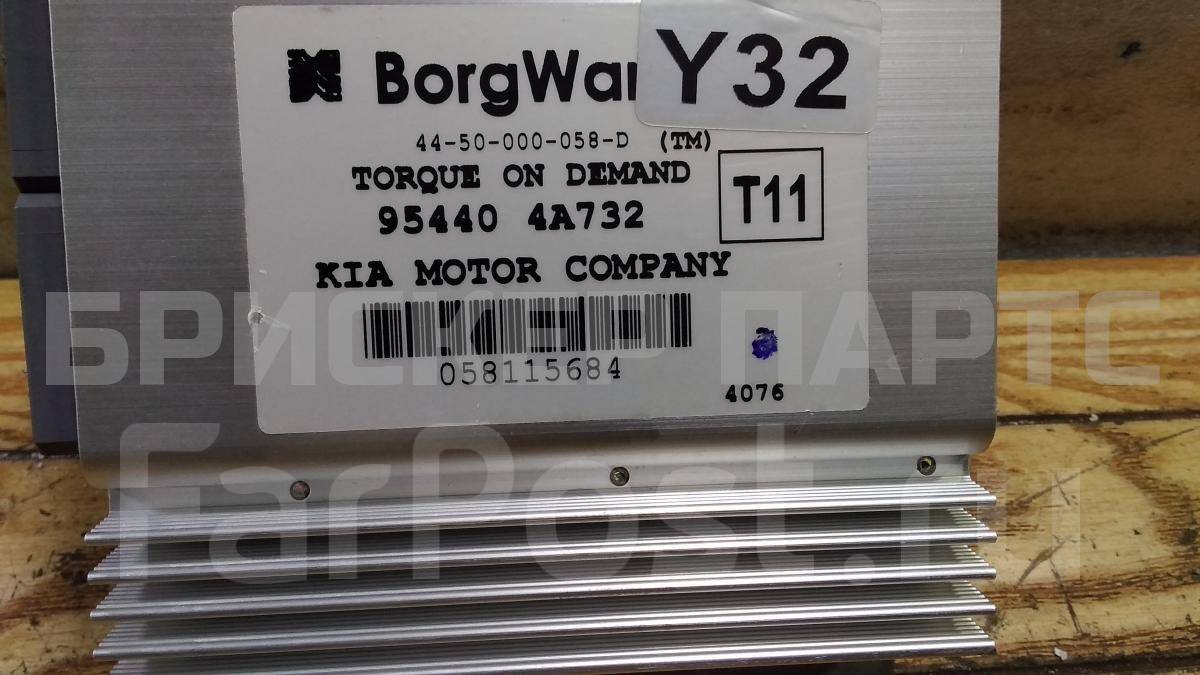 BorgWar
Y32
44-50-000-058-D (TM)
TORQUE ON DEMAND
95440 4A732
T11
KIA MOTOR COMPANY
058115684
4076
БРИСКЕР ПАРТС
FarPost.ru